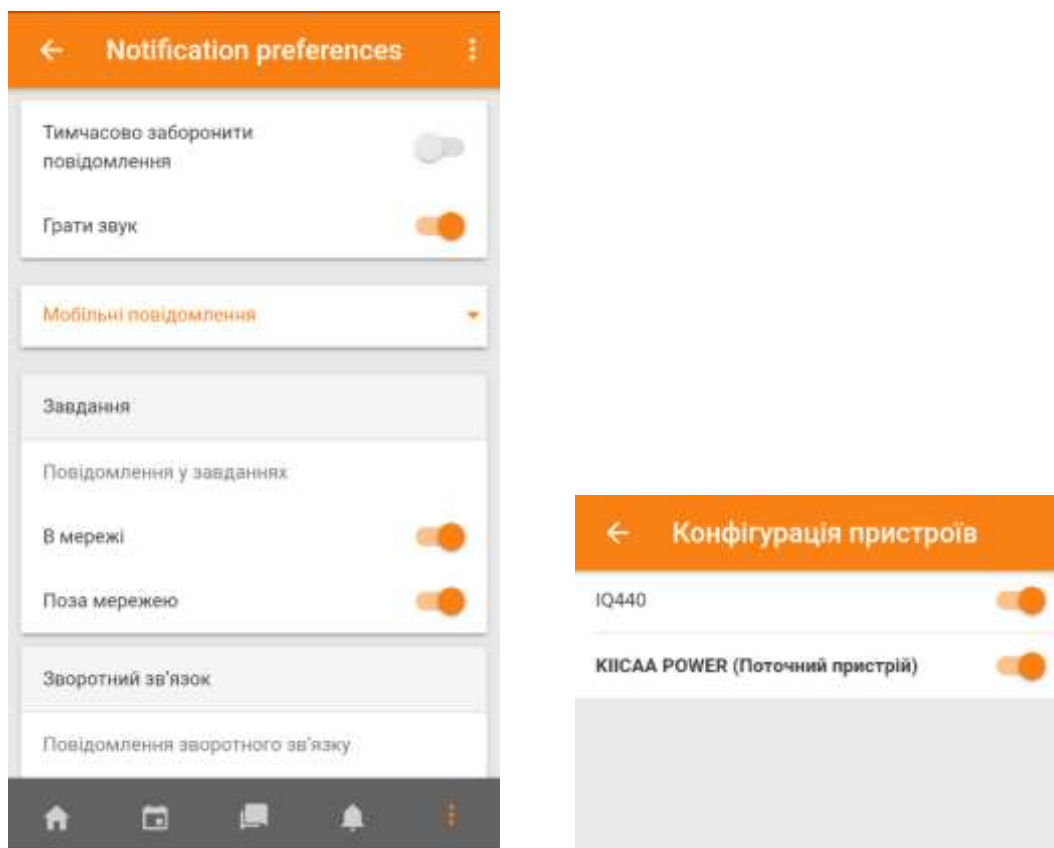 Notification preferences
Тимчасово заборонити
повідомлення
Грати звук
Мобільні повідомлення
Завдання
Повідомлення у завданнях
В мережі
Поза мережею
Зворотний зв'язок
Повідомлення зворотного зв'язку
Конфігурація пристроїв
IQ440
KIICAA POWER (Поточний пристрій)